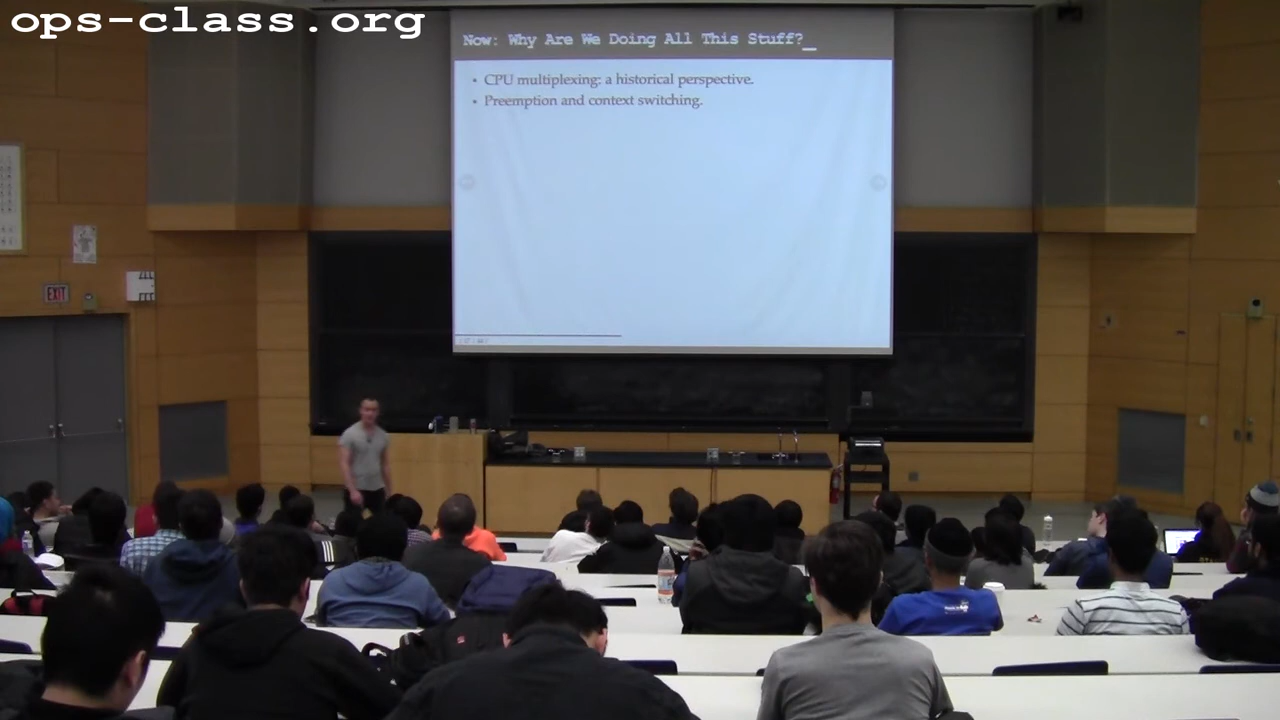 ops-class.org
Now: Why Are We Doing All This Stuff?_
• CPU multiplexing: a historical perspective.
• Preemption and context switching.
EXIT